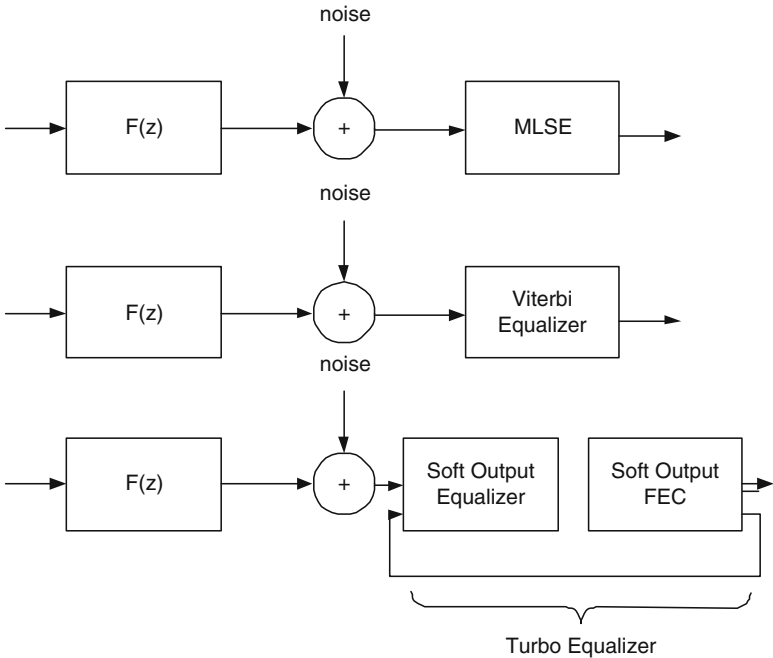 noise
F(z)
+
MLSE
noise
F(z)
+
Viterbi
Equalizer
noise
F(z)
+
Soft Output
Equalizer
Soft Output
FEC
Turbo Equalizer